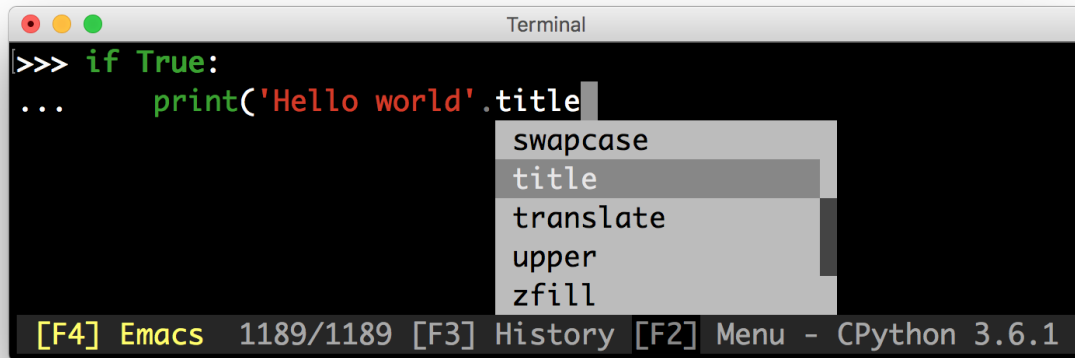 Terminal
>>> if True:
...     print('Hello world'.title
swapcase
title
translate
upper
zfill
[F4] Emacs  1189/1189 [F3] History [F2] Menu - CPython 3.6.1